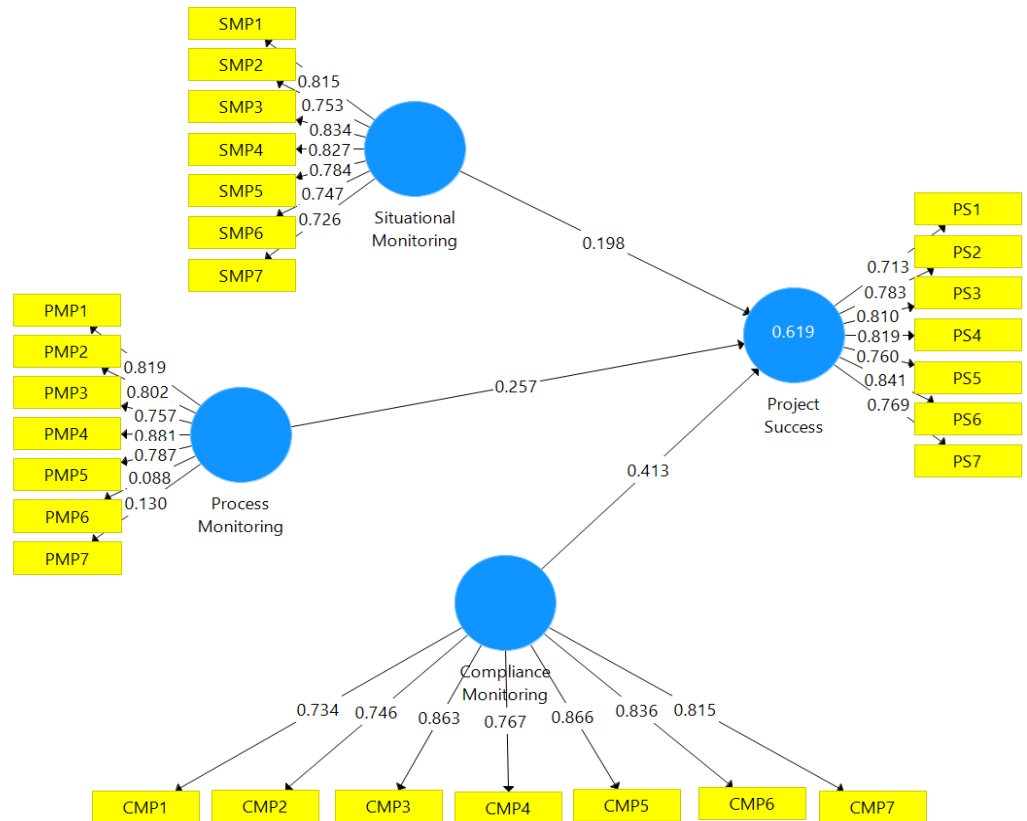 SMP1
SMP2
SMP3
SMP4
SMP5
SMP6
SMP7
0.815
0.753
0.834
0.827
0.784
0.747
0.726
Situational
Monitoring
0.198
PMP1
PMP2
PMP3
PMP4
PMP5
PMP6
PMP7
0.819
0.802
0.757
0.881
0.787
0.088
0.130
Process
Monitoring
0.257
0.619
Project
Success
0.713
0.783
0.810
0.819
0.760
0.841
0.769
PS1
PS2
PS3
PS4
PS5
PS6
PS7
0.413
Compliance
Monitoring
0.734
0.746
0.863
0.767
0.866
0.836
0.815
CMP1
CMP2
CMP3
CMP4
CMP5
CMP6
CMP7